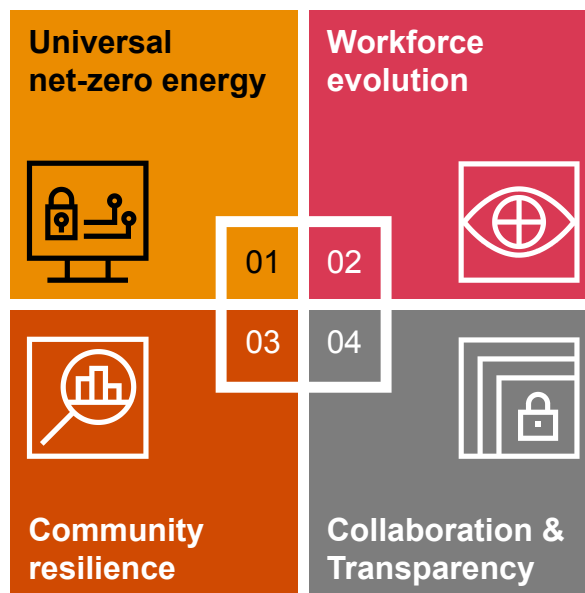 Universal
net-zero energy
Workforce
evolution
01
02
03
04
Community
resilience
Collaboration &
Transparency